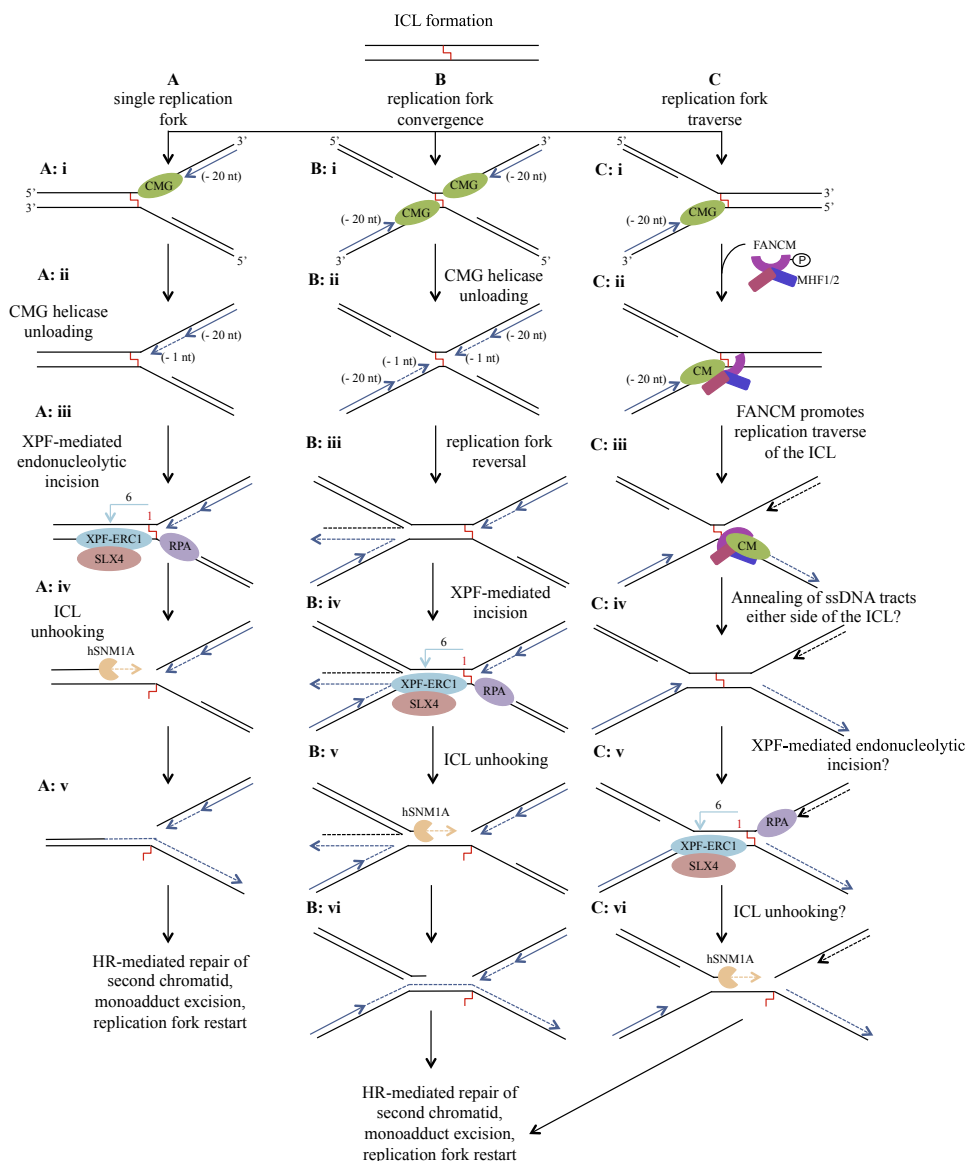 ICL formation
A
single replication
fork
B
replication fork
convergence
C
replication fork
traverse
A: i
3’
CMG
(- 20 nt)
5’
3’
5’
B: i
5’
3’
CMG
(- 20 nt)
(- 20 nt)
CMG
3’
5’
C: i
5’
3’
5’
(- 20 nt)
CMG
3’
FANCM
P
MHF1/2
A: ii
CMG helicase
unloading
(- 20 nt)
(- 1 nt)
B: ii
CMG helicase
unloading
(- 20 nt)
(- 1 nt)
(- 1 nt)
(- 20 nt)
C: ii
CM
(- 20 nt)
A: iii
XPF-mediated
endonucleolytic
incision
6
1
XPF-ERC1
SLX4
RPA
B: iii
replication fork
reversal
C: iii
FANCM promotes
replication traverse
of the ICL
CM
A: iv
ICL
unhooking
hSNM1A
B: iv
XPF-mediated
incision
6
1
XPF-ERC1
SLX4
RPA
C: iv
Annealing of ssDNA tracts
either side of the ICL?
A: v
B: v
ICL unhooking
hSNM1A
C: v
XPF-mediated endonucleolytic
incision?
6
1
RPA
XPF-ERC1
SLX4
HR-mediated repair of
second chromatid,
monoadduct excision,
replication fork restart
B: vi
C: vi
ICL unhooking?
hSNM1A
HR-mediated repair of
second chromatid,
monoadduct excision,
replication fork restart